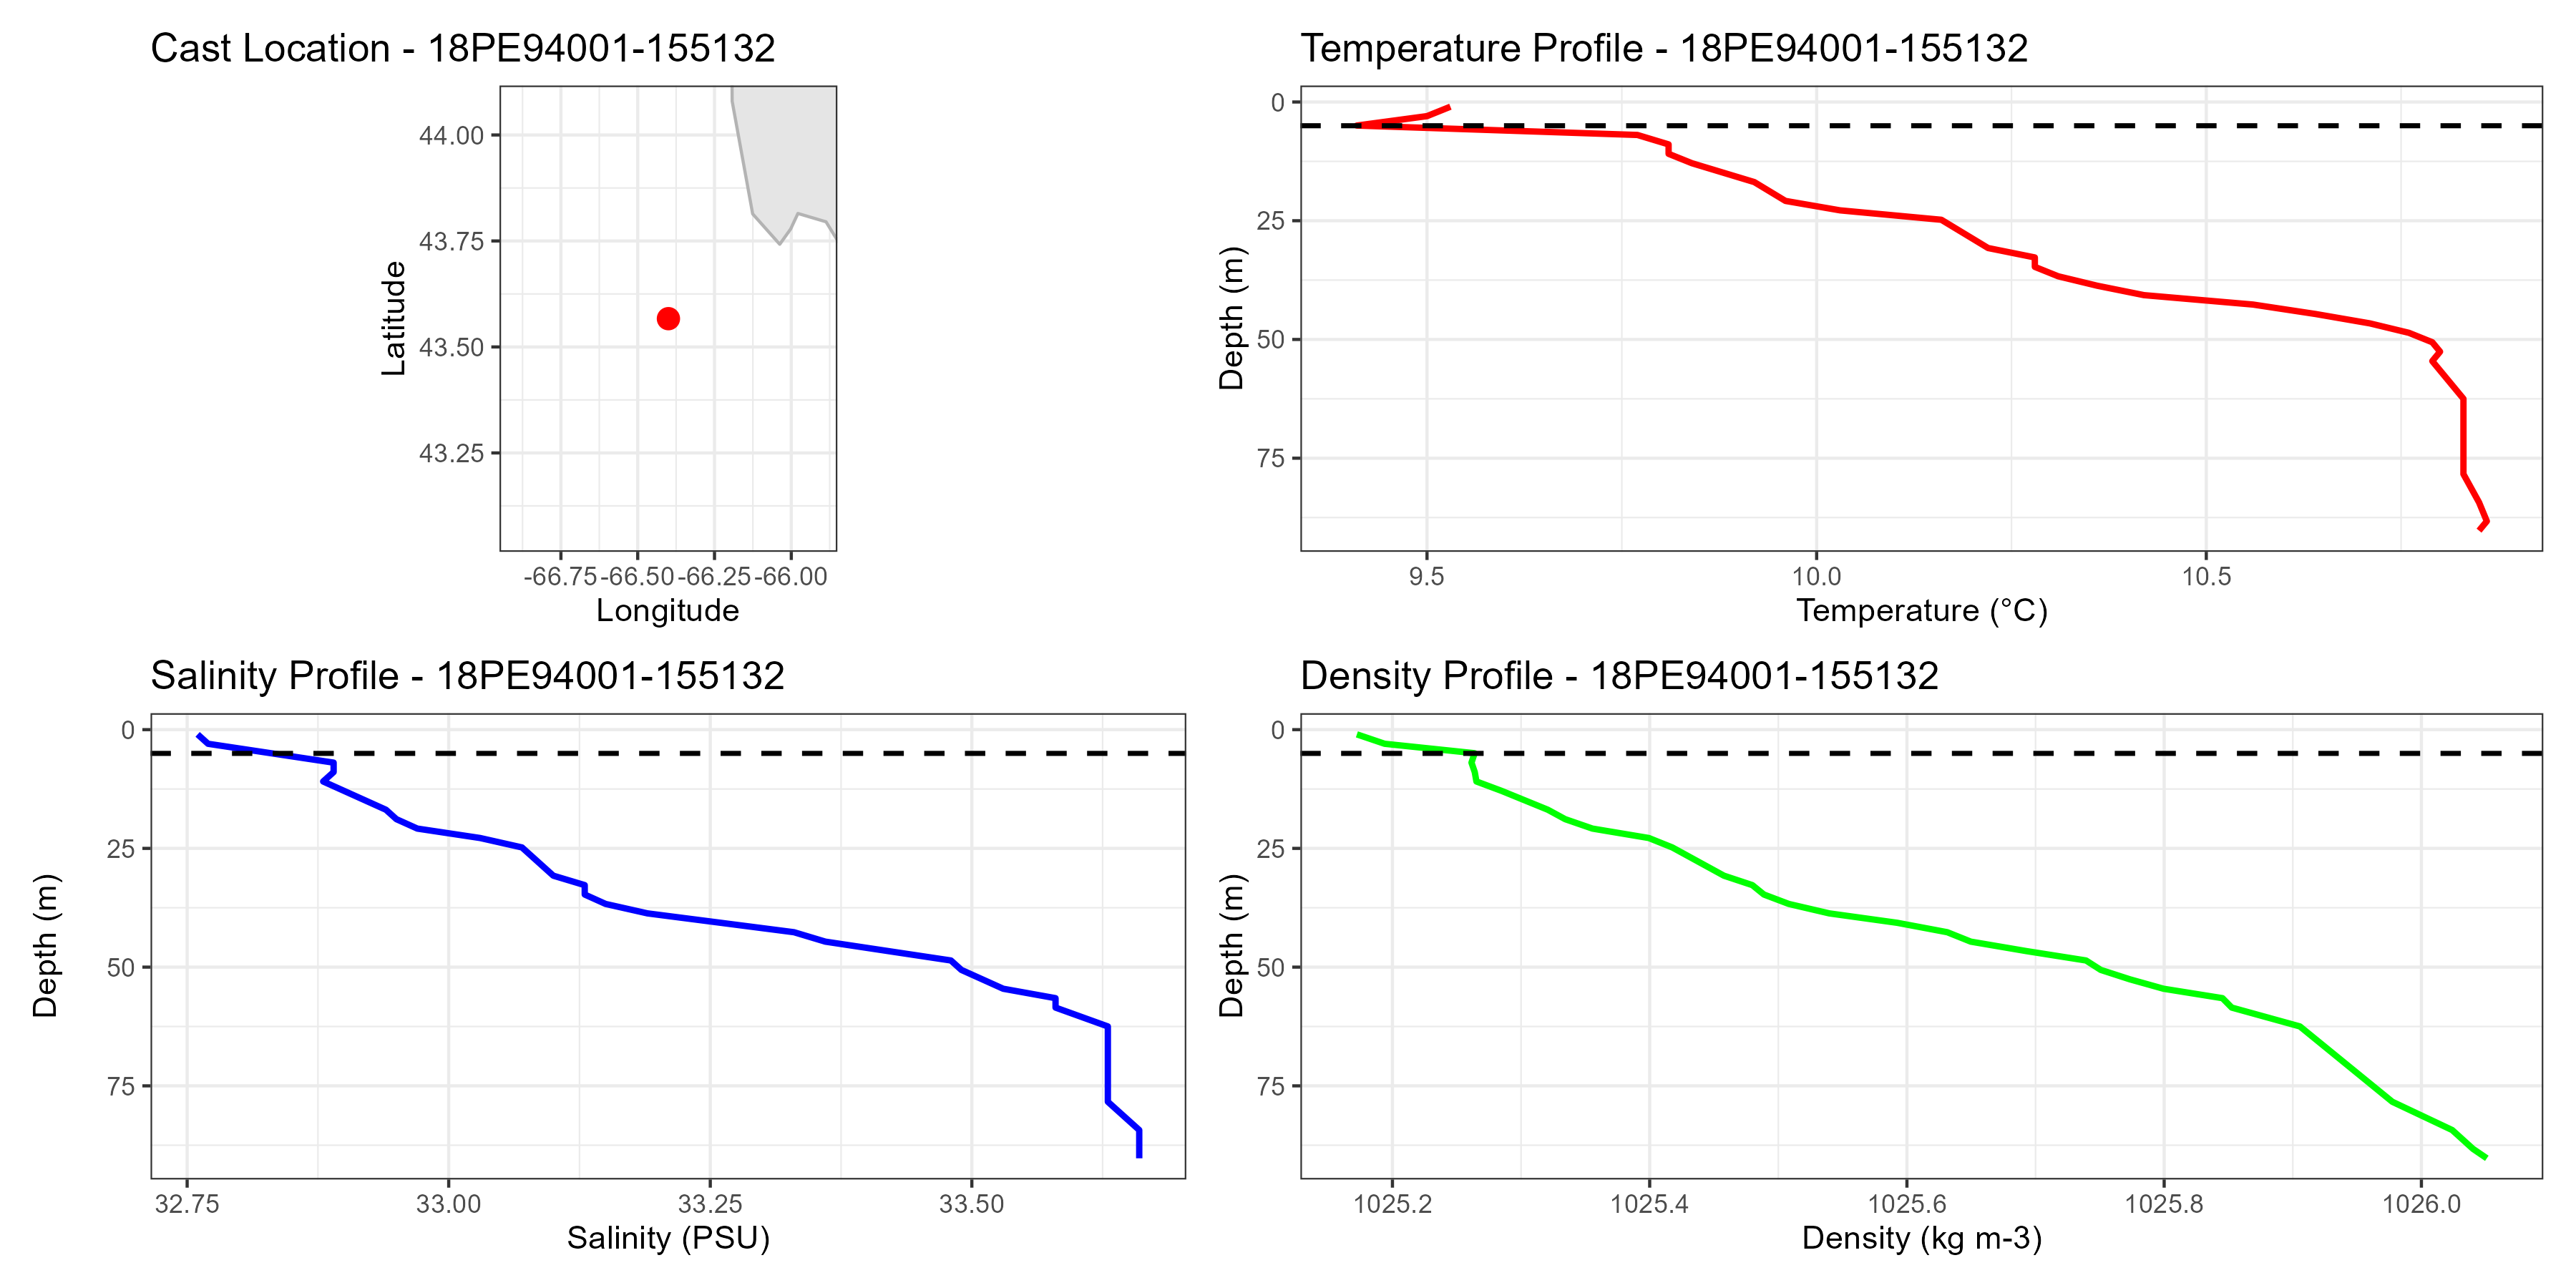 Cast Location - 18PE94001-155132
44.00
43.75
43.50
43.25
Latitude
-66.75 -66.50 -66.25 -66.00
Longitude
Temperature Profile - 18PE94001-155132
0
25
50
75
Depth (m)
9.5 10.0 10.5
Temperature (°C)
Salinity Profile - 18PE94001-155132
0
25
50
75
Depth (m)
32.75 33.00 33.25 33.50
Salinity (PSU)
Density Profile - 18PE94001-155132
0
25
50
75
Depth (m)
1025.2 1025.4 1025.6 1025.8 1026.0
Density (kg m-3)